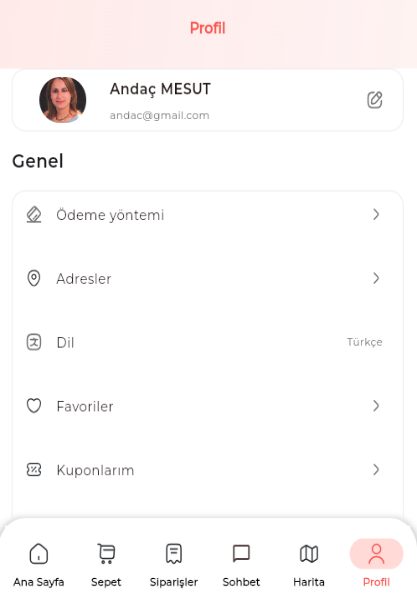 Profil
Andaç MESUT
andac@gmail.com
Genel
Ödeme yöntemi
Adresler
Dil
Türkçe
Favoriler
Kuponlarım
Ana Sayfa
Sepet
Siparişler
Sohbet
Harita
Profil